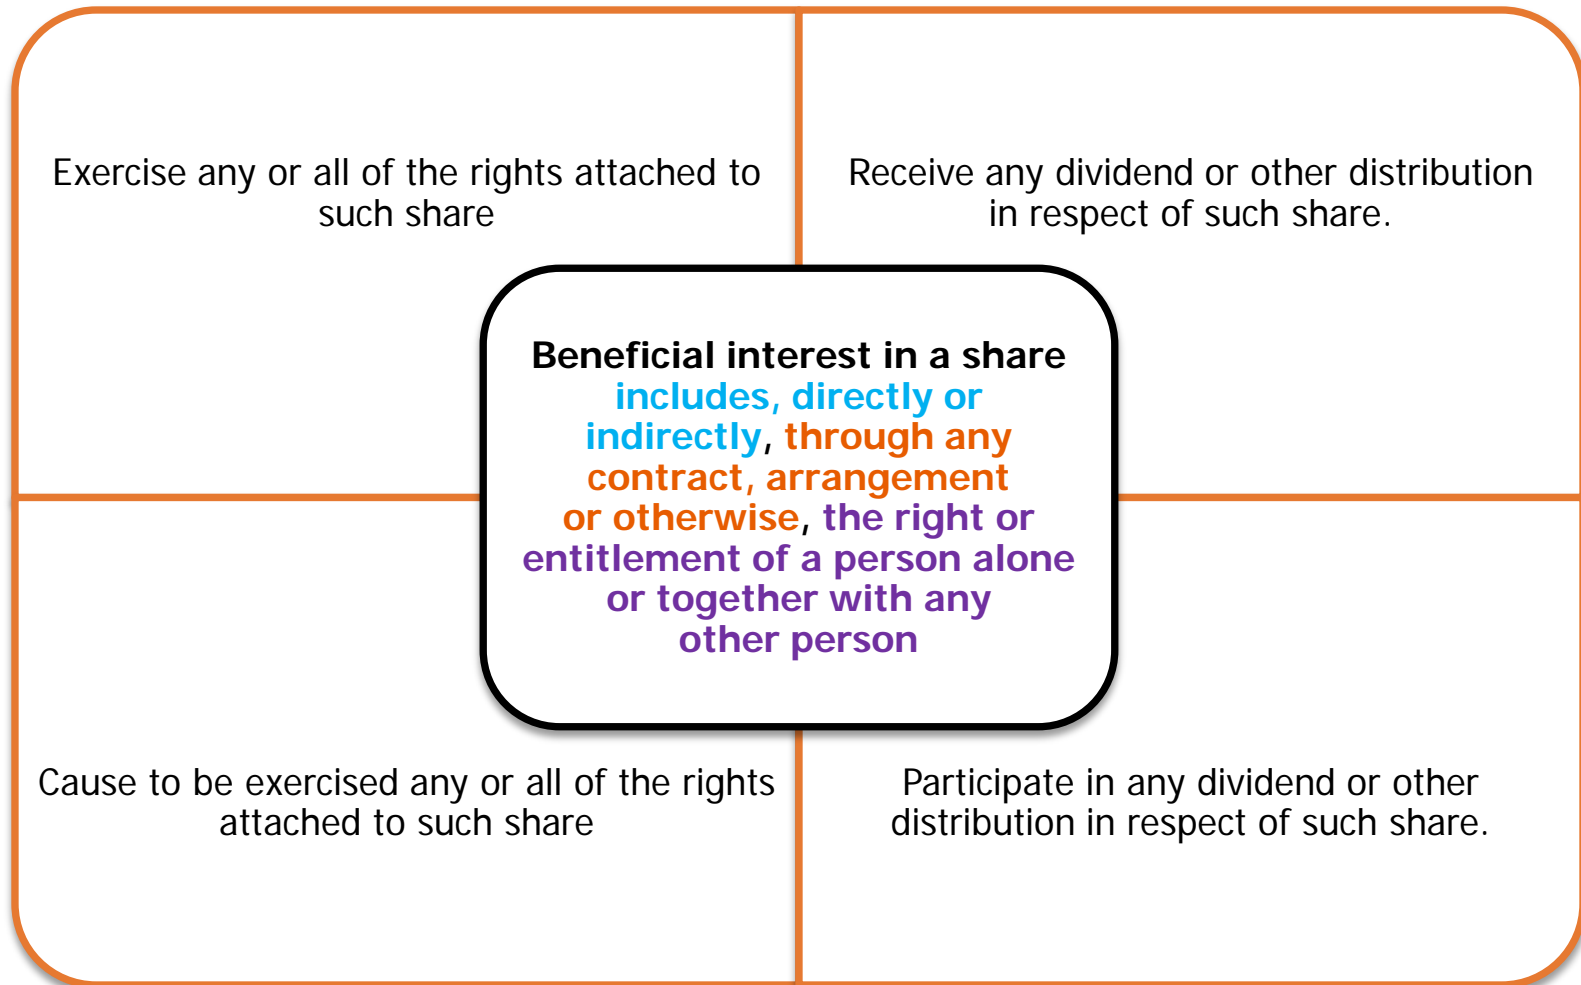 Exercise any or all of the rights attached to
such share
Receive any dividend or other distribution
in respect of such share.
Beneficial interest in a share
includes, directly or
indirectly, through any
contract, arrangement
or otherwise, the right or
entitlement of a person alone
or together with any
other person
Cause to be exercised any or all of the rights
attached to such share
Participate in any dividend or other
distribution in respect of such share.